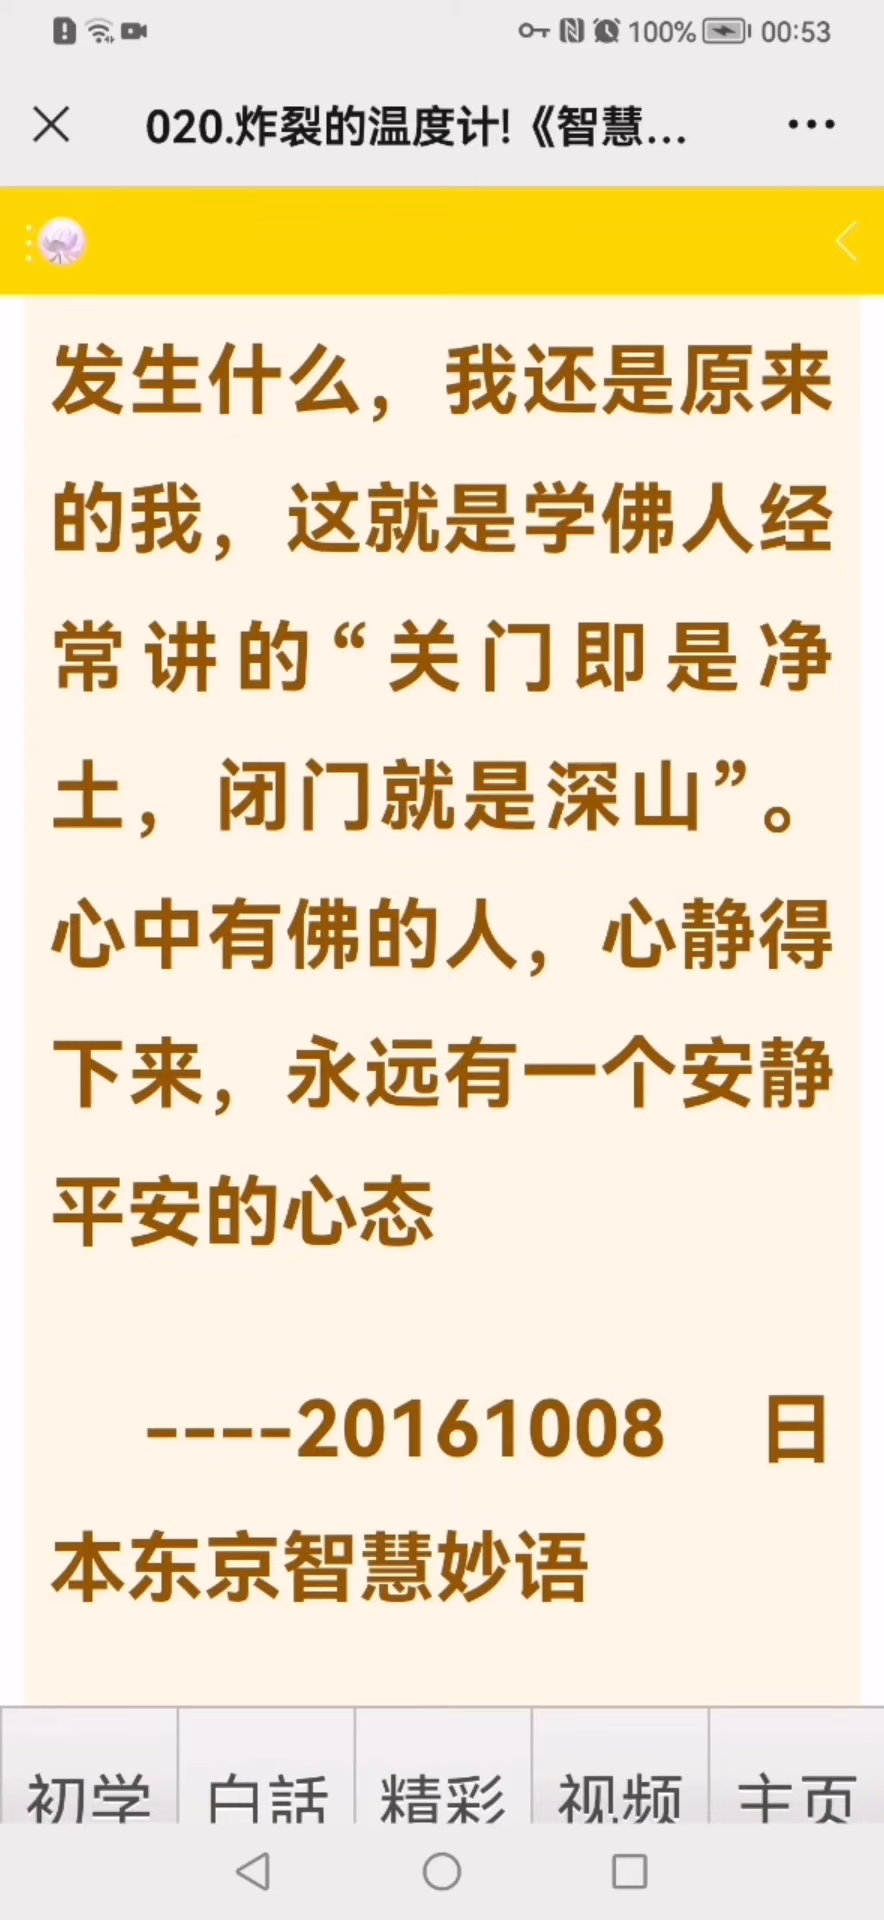 100% 00:53
020.炸裂的温度计!《智慧...
发生什么，我还是原来
的我，这就是学佛人经
常讲的“关门即是净
土，闭门就是深山”。
心中有佛的人，心静得
下来，永远有一个安静
平安的心态
----20161008 日
本东京智慧妙语
初学 白話 精彩 视频 主页